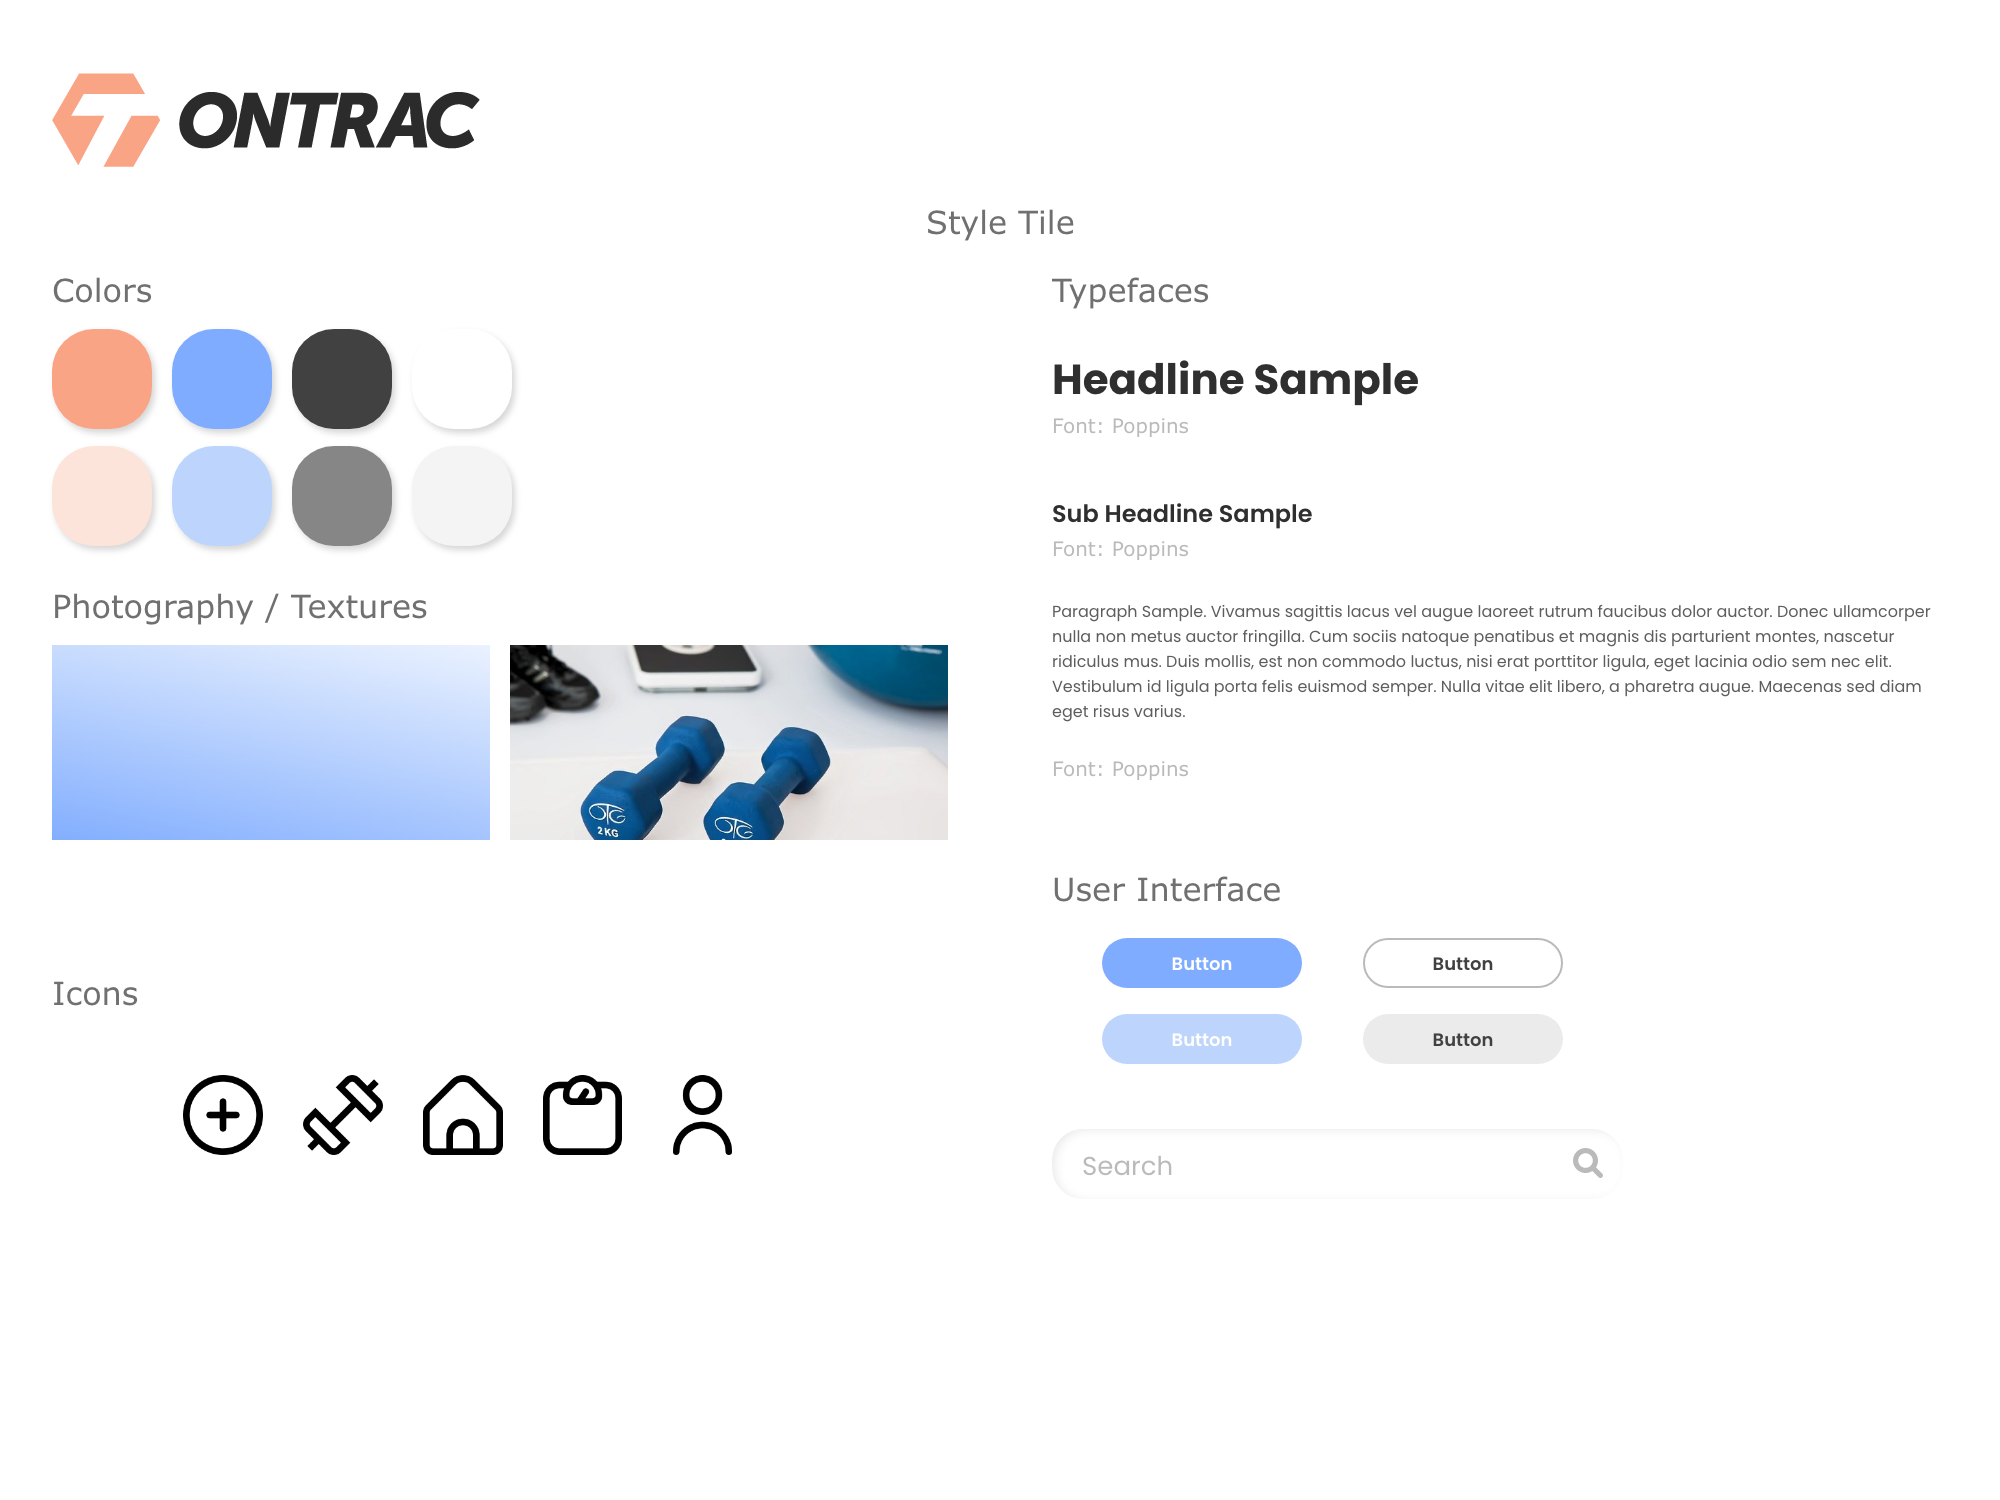 ONTRAC
Style Tile
Colors
Photography / Textures
OTG
2 KG
OTG
Icons
Typefaces
Headline Sample
Font: Poppins
Sub Headline Sample
Font: Poppins
Paragraph Sample. Vivamus sagittis lacus vel augue laoreet rutrum faucibus dolor auctor. Donec ullamcorper
nulla non metus auctor fringilla. Cum sociis natoque penatibus et magnis dis parturient montes, nascetur
ridiculus mus. Duis mollis, est non commodo luctus, nisi erat porttitor ligula, eget lacinia odio sem nec elit.
Vestibulum id ligula porta felis euismod semper. Nulla vitae elit libero, a pharetra augue. Maecenas sed diam
eget risus varius.
Font: Poppins
User Interface
Button
Button
Button
Button
Search